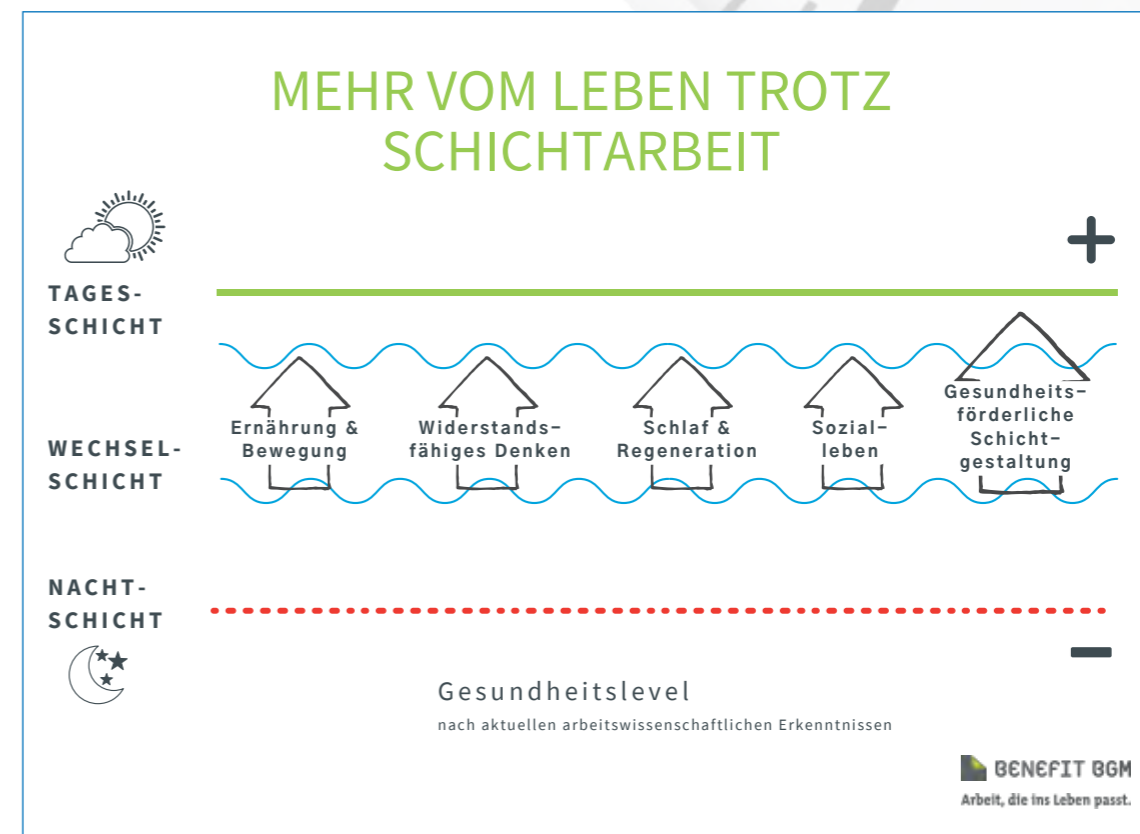 MEHR VOM LEBEN TROTZ
SCHICHTARBEIT
+
TAGES-
SCHICHT
WECHSEL-
SCHICHT
Ernährung &
Bewegung
Widerstands-
fähiges Denken
Schlaf &
Regeneration
Sozial-
leben
Gesundheits-
förderliche
Schicht-
gestaltung
NACHT-
SCHICHT
Gesundheitslevel
nach aktuellen arbeitswissenschaftlichen Erkenntnissen
BENEFIT BGM
Arbeit, die ins Leben passt.